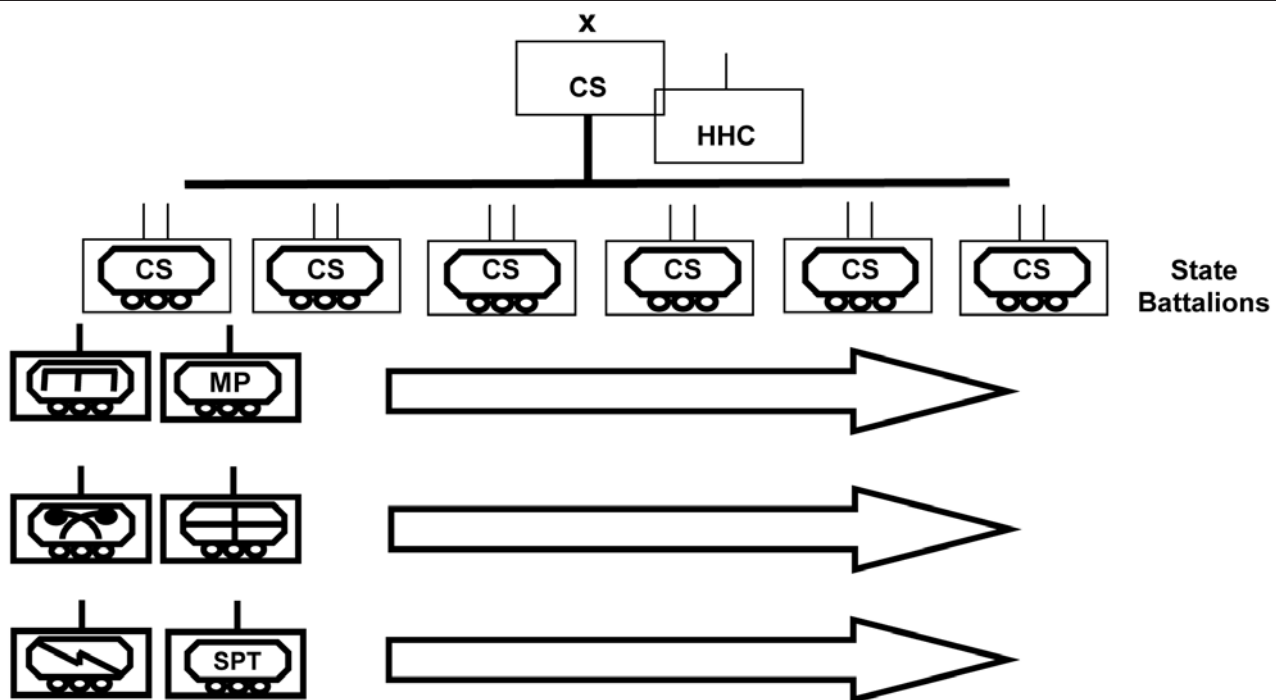 X
CS
HHC
CS CS CS CS CS CS
State
Battalions
MP
SPT